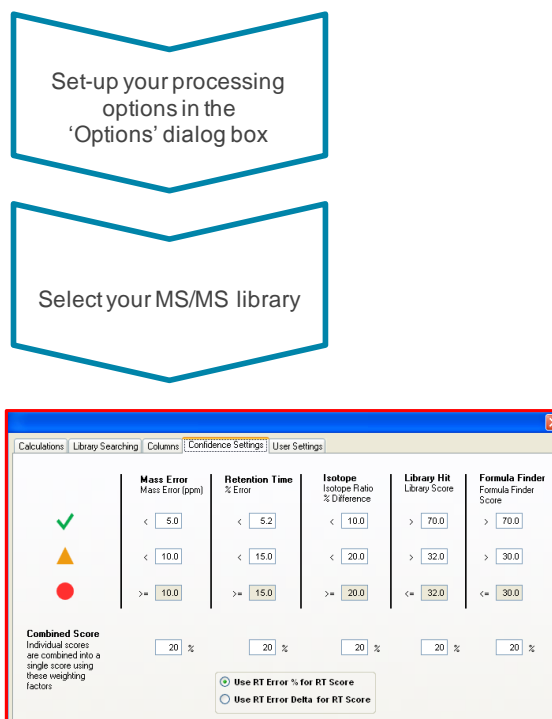 Set-up your processing
options in the
‘Options’ dialog box
Select your MS/MS library
Calculations Library Searching Columns Confidence Settings User Settings
Mass Error Retention Time Isotope Library Hit Formula Finder
Mass Error (ppm) % Error Isotope Ratio Library Score Formula Finder
% Difference Score
< 5.0 < 5.2 < 10.0 > 70.0 > 70.0
< 10.0 < 15.0 < 20.0 > 32.0 > 30.0
>= 10.0 >= 15.0 >= 20.0 <= 32.0 <= 30.0
Combined Score
Individual scores
are combined into a
single score using
these weighting
factors
20 % 20 % 20 % 20 % 20 %
Use RT Error % for RT Score
Use RT Error Delta for RT Score